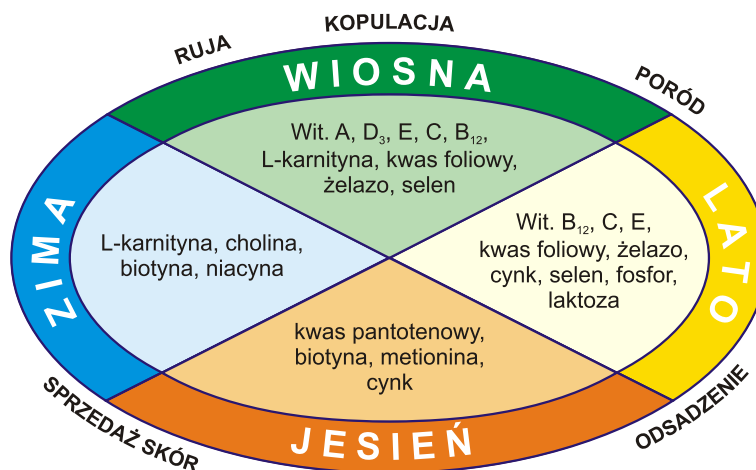 KOPULACJA
RUJA
WIOSNA
PORÓD
Wit. A, D₃, E, C, B₁₂,
L-karnityna, kwas foliowy,
żelazo, selen
ZIMA
L-karnityna, cholina,
biotyna, niacyna
Wit. B₁₂, C, E,
kwas foliowy, żelazo,
cynk, selen, fosfor,
laktoza
LATO
kwas pantotenowy,
biotyna, metionina,
cynk
SPRZEDAŻ SKÓR
JESIEŃ
ODSADZENIE